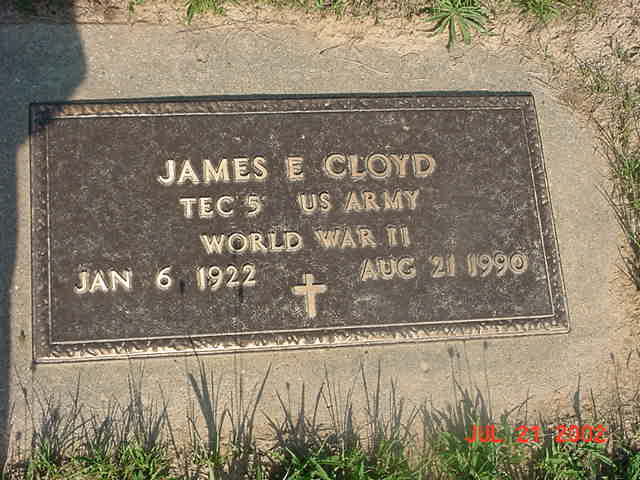 JAMES E CLOYD
TEC 5 US ARMY
WORLD WAR II
JAN 6 1922 AUG 21 1990
JUL 21 2002